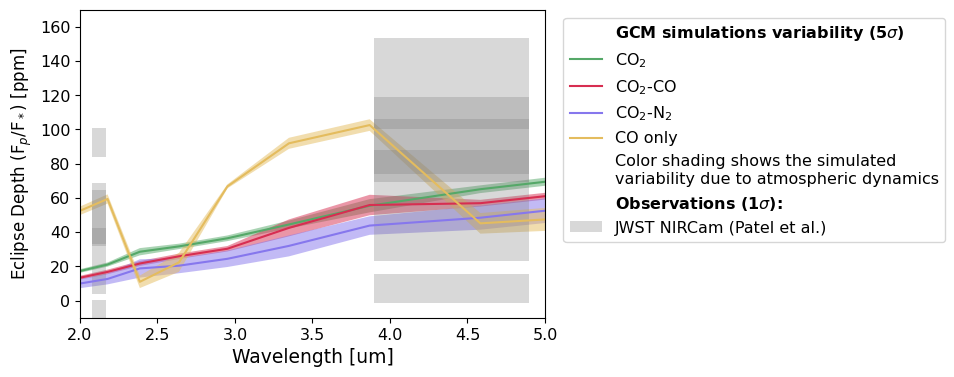 160
140
120
100
80
60
40
20
0
Eclipse Depth (Fp/F*) [ppm]
2.0 2.5 3.0 3.5 4.0 4.5 5.0
Wavelength [um]
GCM simulations variability (5σ)
CO₂
CO₂-CO
CO₂-N₂
CO only
Color shading shows the simulated
variability due to atmospheric dynamics
Observations (1σ):
JWST NIRCam (Patel et al.)